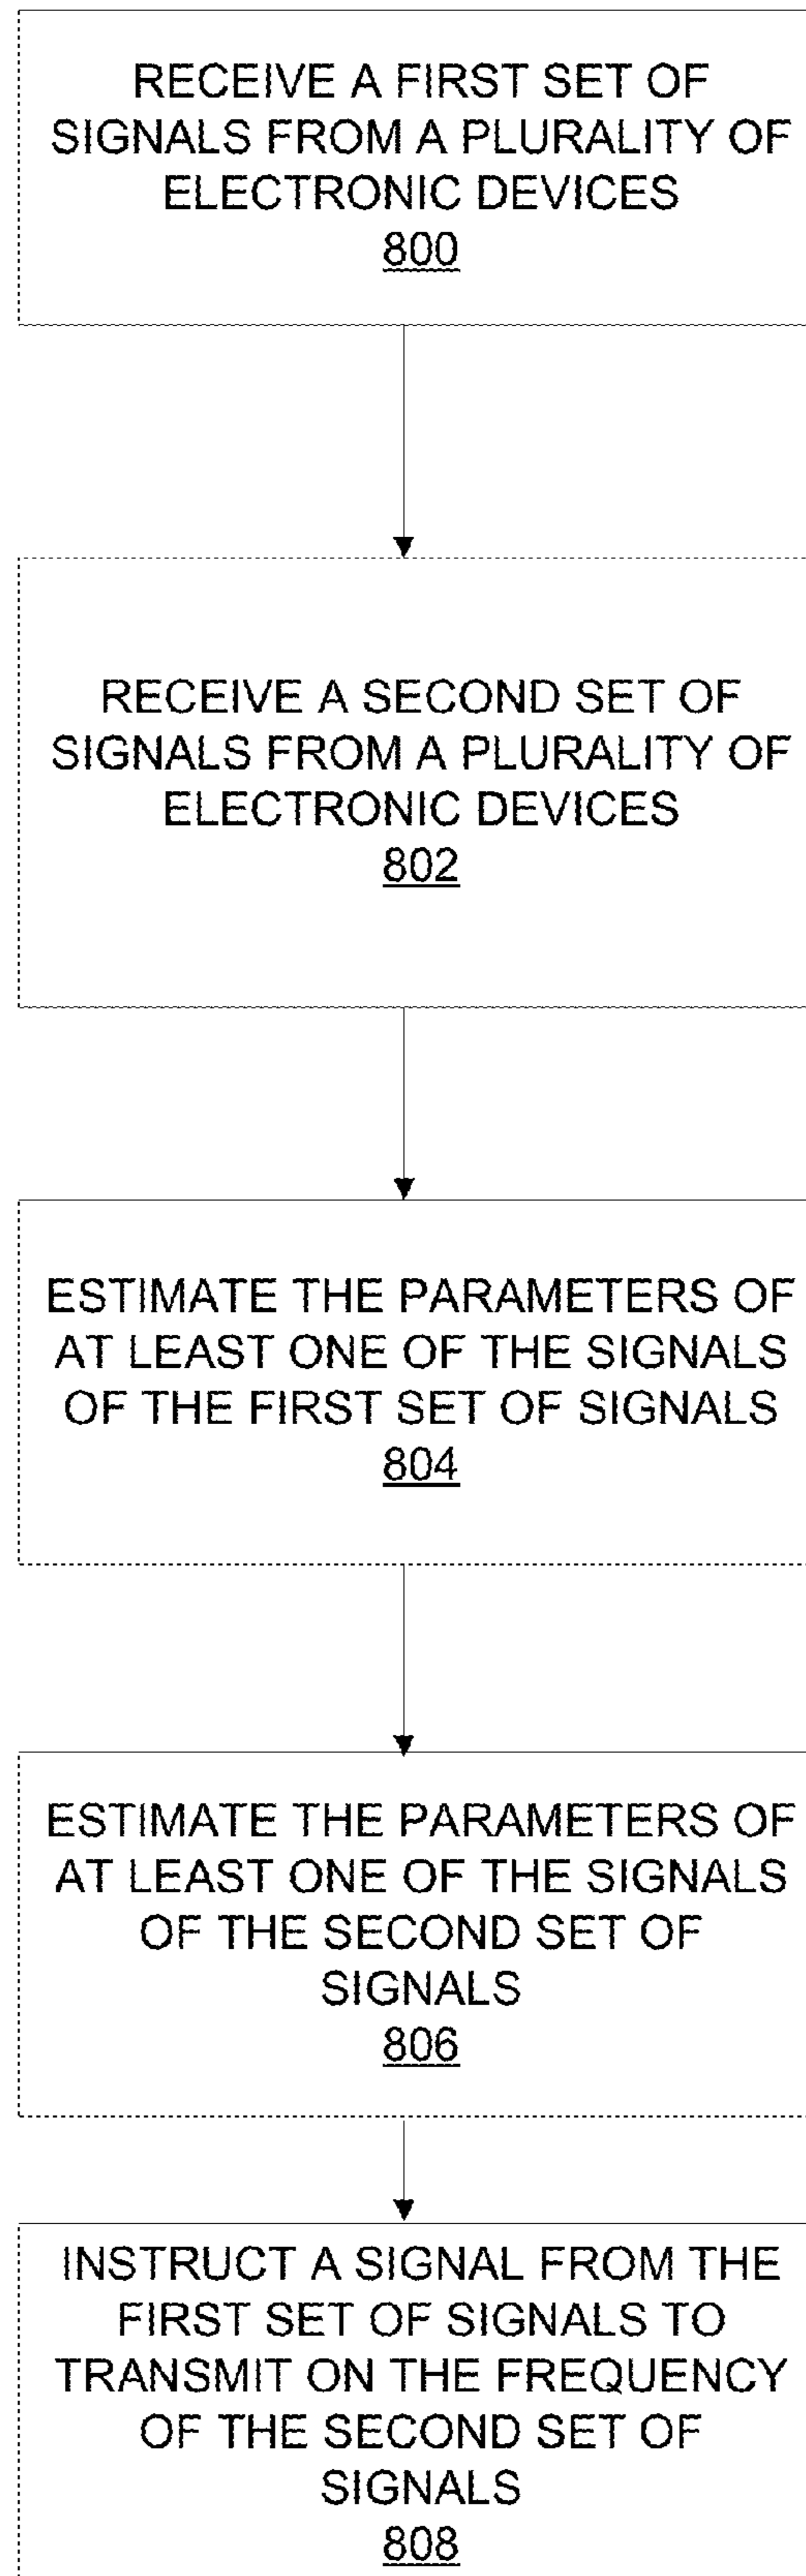 RECEIVE A FIRST SET OF
SIGNALS FROM A PLURALITY OF
ELECTRONIC DEVICES
800
RECEIVE A SECOND SET OF
SIGNALS FROM A PLURALITY OF
ELECTRONIC DEVICES
802
ESTIMATE THE PARAMETERS OF
AT LEAST ONE OF THE SIGNALS
OF THE FIRST SET OF SIGNALS
804
ESTIMATE THE PARAMETERS OF
AT LEAST ONE OF THE SIGNALS
OF THE SECOND SET OF
SIGNALS
806
INSTRUCT A SIGNAL FROM THE
FIRST SET OF SIGNALS TO
TRANSMIT ON THE FREQUENCY
OF THE SECOND SET OF
SIGNALS
808